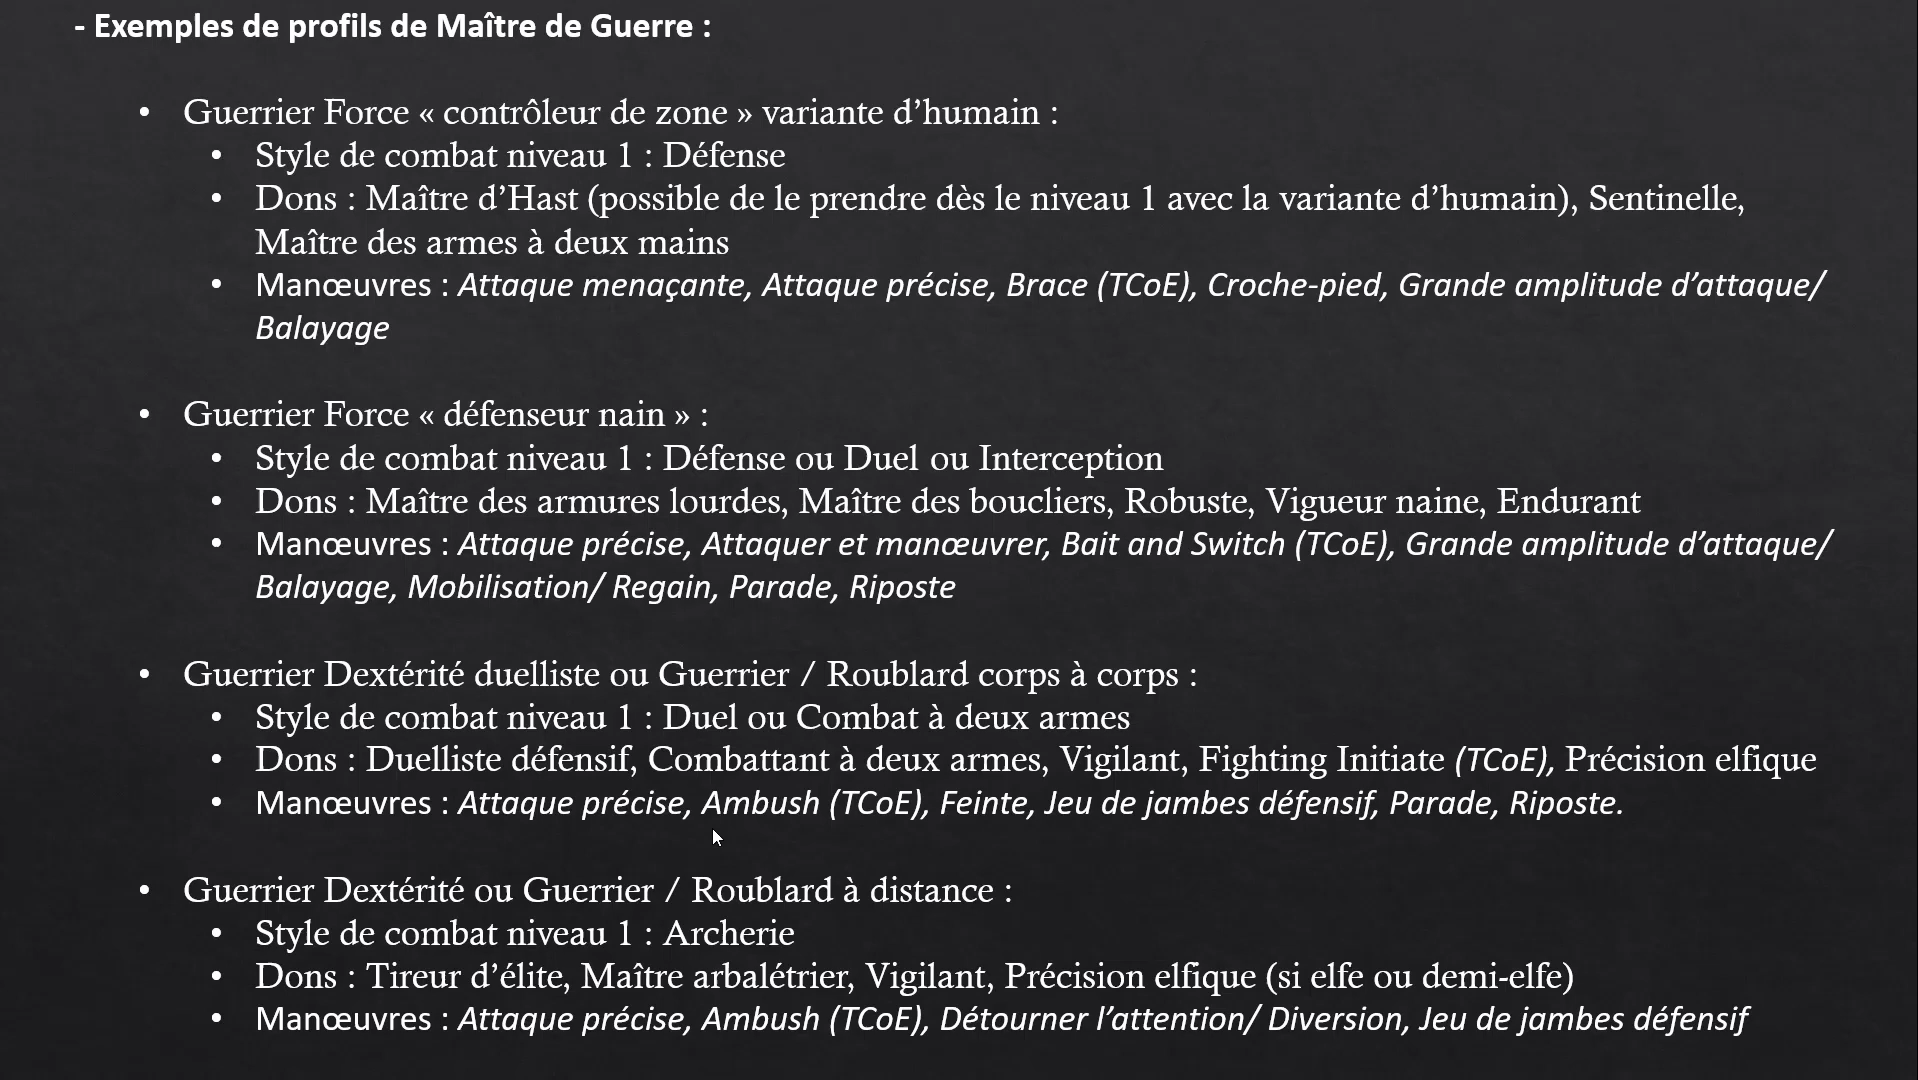 - Exemples de profils de Maître de Guerre :
• Guerrier Force « contrôleur de zone » variante d’humain :
• Style de combat niveau 1 : Défense
• Dons : Maître d’Hast (possible de le prendre dès le niveau 1 avec la variante d’humain), Sentinelle,
Maître des armes à deux mains
• Manœuvres : Attaque menaçante, Attaque précise, Brace (TCoE), Croche-pied, Grande amplitude d’attaque/
Balayage
• Guerrier Force « défenseur nain » :
• Style de combat niveau 1 : Défense ou Duel ou Interception
• Dons : Maître des armures lourdes, Maître des boucliers, Robuste, Vigueur naine, Endurant
• Manœuvres : Attaque précise, Attaquer et manœuvrer, Bait and Switch (TCoE), Grande amplitude d’attaque/
Balayage, Mobilisation/ Regain, Parade, Riposte
• Guerrier Dextérité duelliste ou Guerrier / Roublard corps à corps :
• Style de combat niveau 1 : Duel ou Combat à deux armes
• Dons : Duelliste défensif, Combattant à deux armes, Vigilant, Fighting Initiate (TCoE), Précision elfique
• Manœuvres : Attaque précise, Ambush (TCoE), Feinte, Jeu de jambes défensif, Parade, Riposte.
• Guerrier Dextérité ou Guerrier / Roublard à distance :
• Style de combat niveau 1 : Archerie
• Dons : Tireur d’élite, Maître arbalétrier, Vigilant, Précision elfique (si elfe ou demi-elfe)
• Manœuvres : Attaque précise, Ambush (TCoE), Détourner l’attention/ Diversion, Jeu de jambes défensif